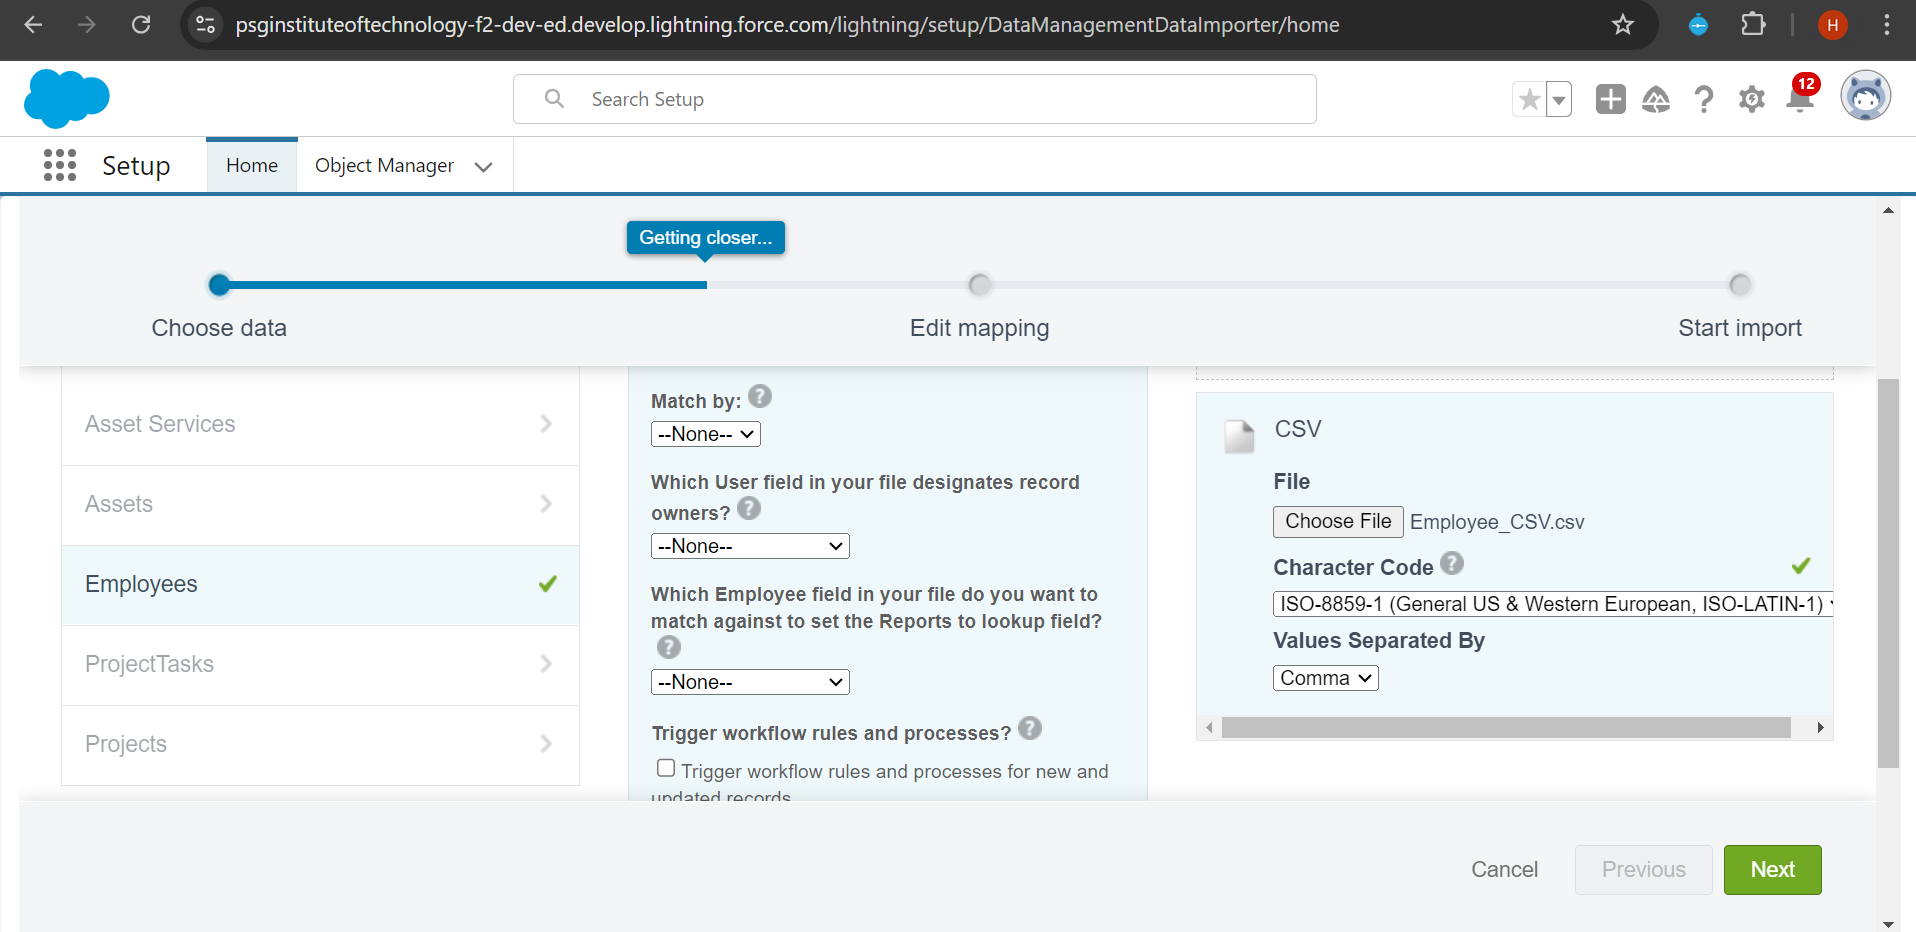 psginstituteoftechnology-f2-dev-ed.develop.lightning.force.com/lightning/setup/DataManagementDataImporter/home
H
Search Setup
12
Setup
Home
Object Manager
Getting closer...
Choose data
Edit mapping
Start import
Asset Services
Assets
Employees
ProjectTasks
Projects
Match by: ?
--None--
Which User field in your file designates record
owners? ?
--None--
Which Employee field in your file do you want to
match against to set the Reports to lookup field?
?
--None--
Trigger workflow rules and processes? ?
Trigger workflow rules and processes for new and
updated records
CSV
File
Choose File Employee_CSV.csv
Character Code ?
ISO-8859-1 (General US & Western European, ISO-LATIN-1)
Values Separated By
Comma
Cancel
Previous
Next